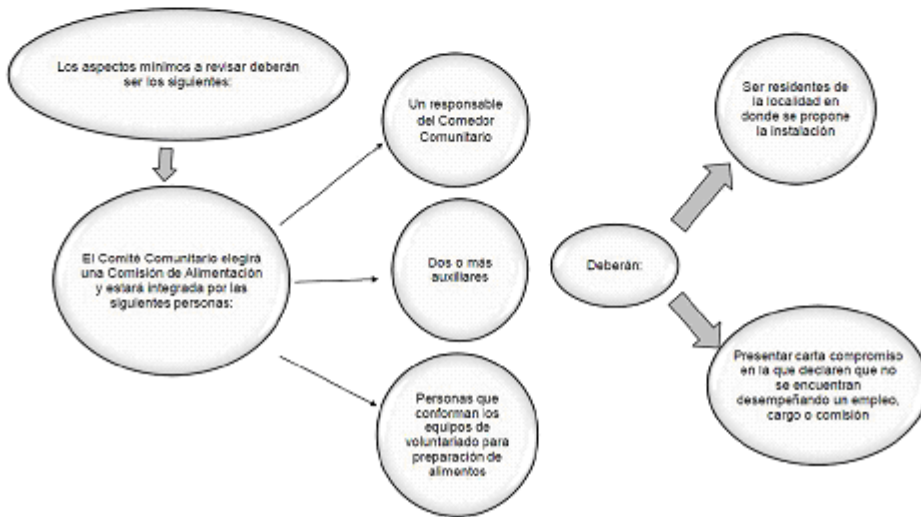 Los aspectos mínimos a revisar deberán
ser los siguientes:
El Comité Comunitario elegirá
una Comisión de Alimentación
y estará integrada por las
siguientes personas:
Un responsable
del Comedor
Comunitario
Dos o más
auxiliares
Personas que
conforman los
equipos de
voluntariado para
preparación de
alimentos
Deberán:
Ser residentes de
la localidad en
donde se propone
la instalación
Presentar carta compromiso
en la que declaren que no
se encuentran
desempeñando un empleo,
cargo o comisión